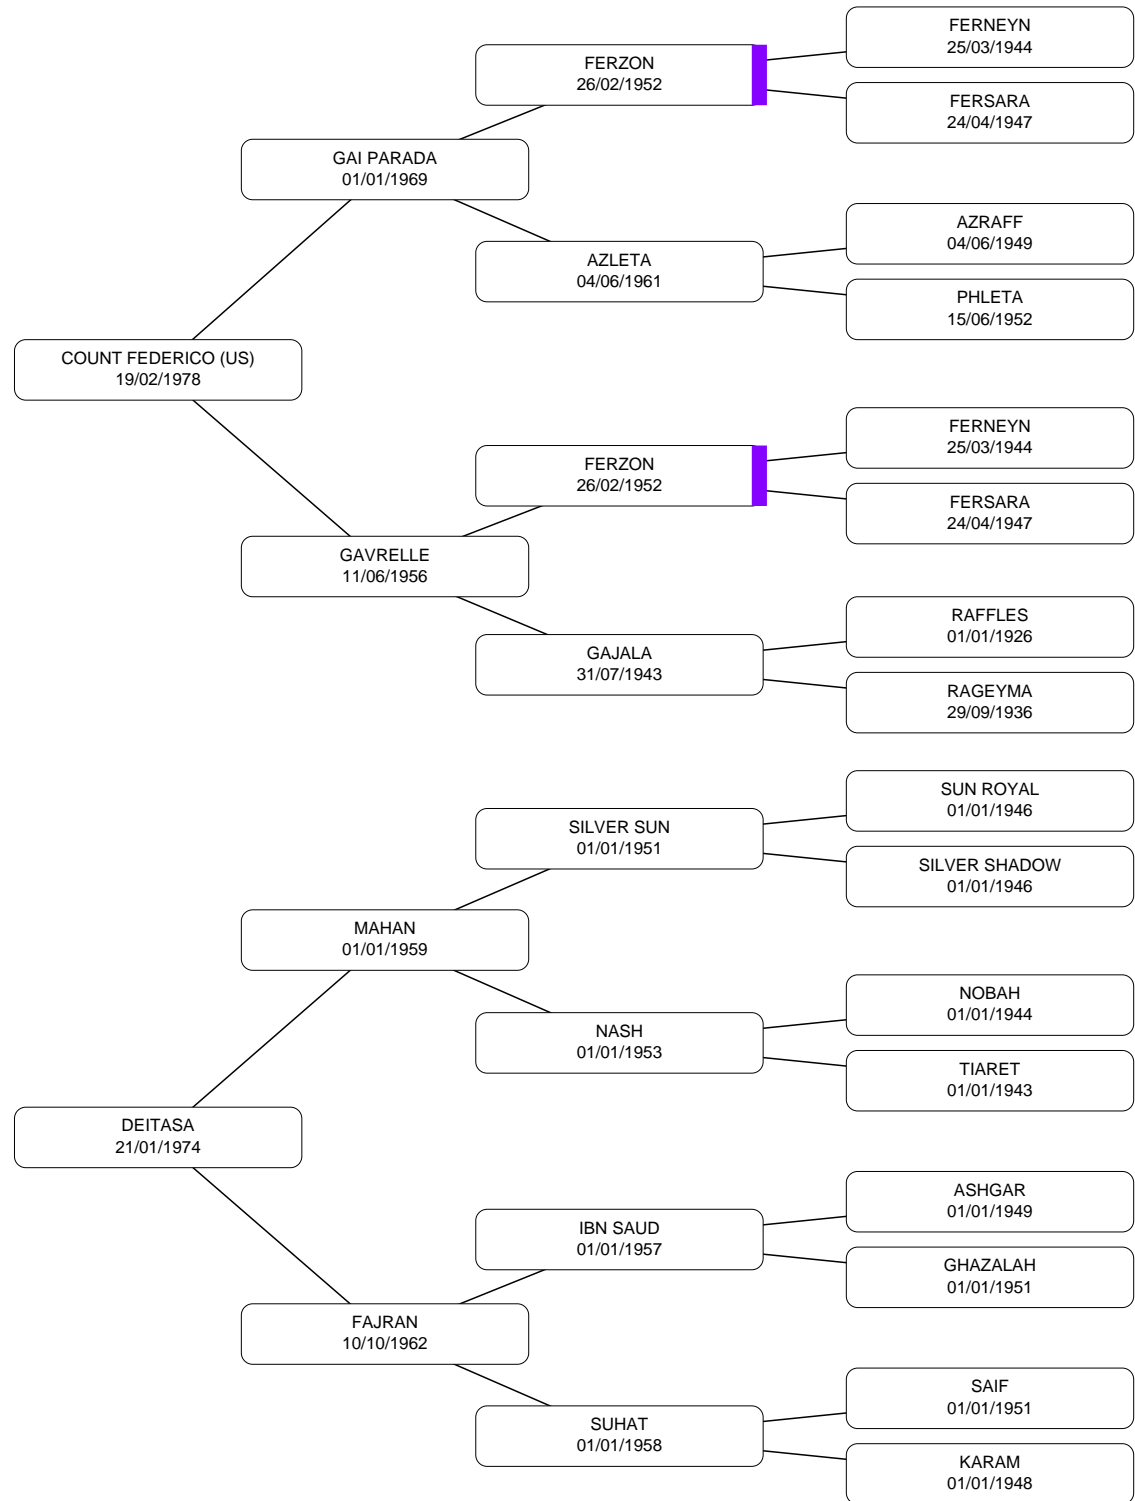 FERNEYN
25/03/1944
FERZON
26/02/1952
FERSARA
24/04/1947
GAI PARADA
01/01/1969
AZRAFF
04/06/1949
AZLETA
04/06/1961
PHLETA
15/06/1952
COUNT FEDERICO (US)
19/02/1978
FERNEYN
25/03/1944
FERZON
26/02/1952
FERSARA
24/04/1947
GAVRELLE
11/06/1956
RAFFLES
01/01/1926
GAJALA
31/07/1943
RAGEYMA
29/09/1936
SUN ROYAL
01/01/1946
SILVER SUN
01/01/1951
SILVER SHADOW
01/01/1946
MAHAN
01/01/1959
NOBAH
01/01/1944
NASH
01/01/1953
TIARET
01/01/1943
DEITASA
21/01/1974
ASHGAR
01/01/1949
IBN SAUD
01/01/1957
GHAZALAH
01/01/1951
FAJRAN
10/10/1962
SAIF
01/01/1951
SUHAT
01/01/1958
KARAM
01/01/1948